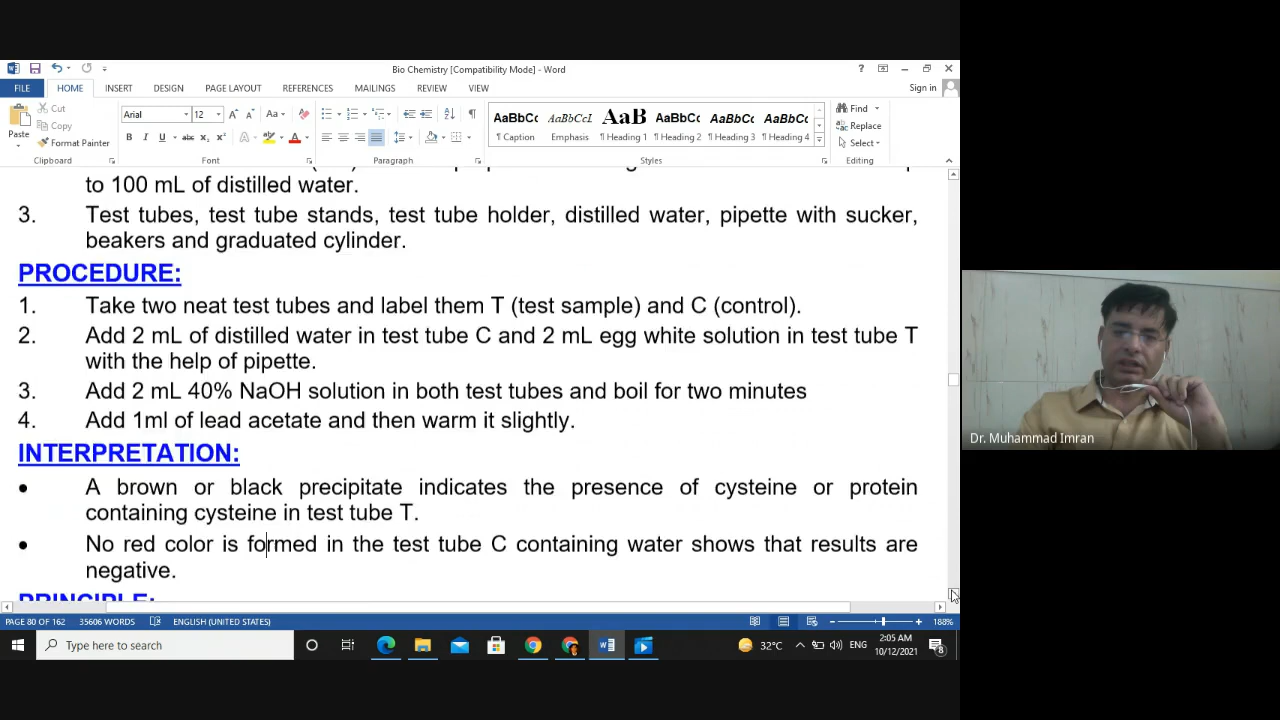 Bio Chemistry [Compatibility Mode] - Word
FILE HOME INSERT DESIGN PAGE LAYOUT REFERENCES MAILINGS REVIEW VIEW Sign in
Cut
Copy
Format Painter
Paste
Arial 12
AaBbCc AaBbCcI AaB AaBbCc AaBbCc AaBbCc
¶ Caption Emphasis ¶ Heading 1 ¶ Heading 2 ¶ Heading 3 ¶ Heading 4
Find
Replace
Select
Clipboard Font Paragraph Styles Editing
to 100 mL of distilled water.
3. Test tubes, test tube stands, test tube holder, distilled water, pipette with sucker,
beakers and graduated cylinder.
PROCEDURE:
1. Take two neat test tubes and label them T (test sample) and C (control).
2. Add 2 mL of distilled water in test tube C and 2 mL egg white solution in test tube T
with the help of pipette.
3. Add 2 mL 40% NaOH solution in both test tubes and boil for two minutes
4. Add 1ml of lead acetate and then warm it slightly.
INTERPRETATION:
• A brown or black precipitate indicates the presence of cysteine or protein
containing cysteine in test tube T.
• No red color is formed in the test tube C containing water shows that results are
negative.
PRINCIPLE:
PAGE 80 OF 162 35606 WORDS ENGLISH (UNITED STATES) 188%
Type here to search
32°C ENG
2:05 AM
10/12/2021
8
Dr. Muhammad Imran